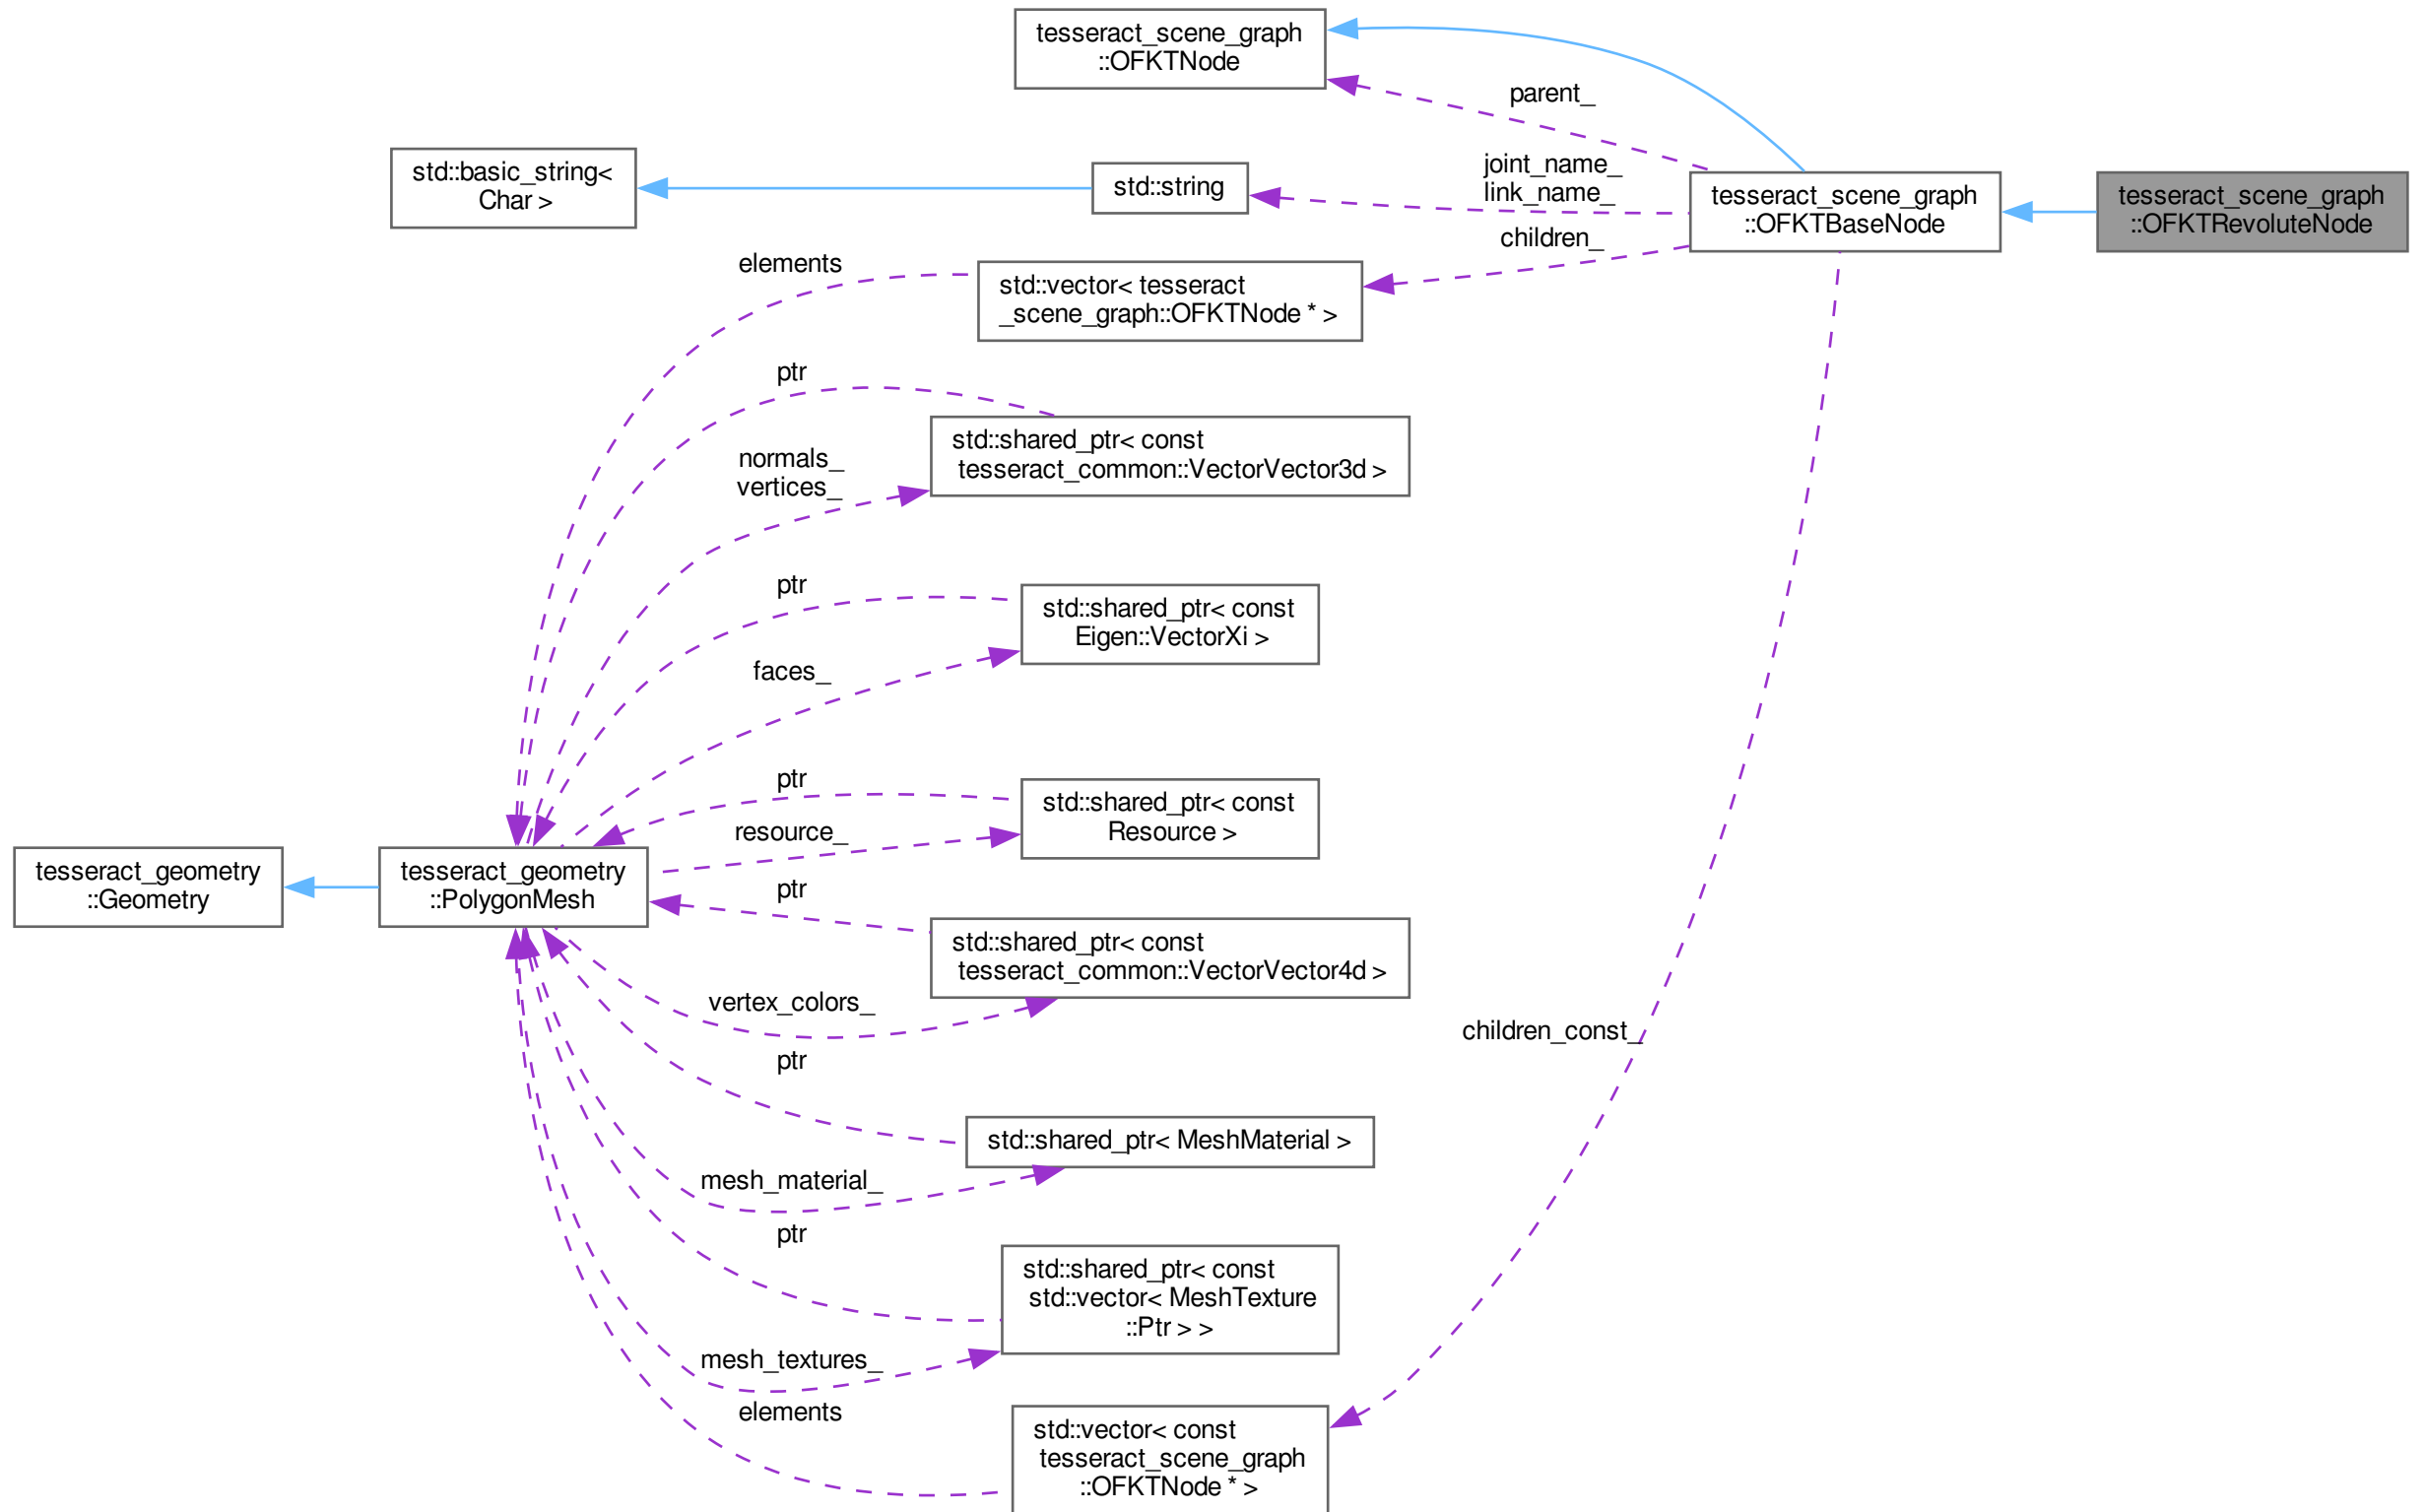 tesseract_scene_graph
::OFKTNode
parent_
std::basic_string<
Char >
std::string
joint_name_
link_name_
tesseract_scene_graph
::OFKTBaseNode
tesseract_scene_graph
::OFKTRevoluteNode
children_
elements
std::vector< tesseract
_scene_graph::OFKTNode * >
ptr
std::shared_ptr< const
tesseract_common::VectorVector3d >
normals_
vertices_
ptr
std::shared_ptr< const
Eigen::VectorXi >
faces_
ptr
std::shared_ptr< const
Resource >
resource_
tesseract_geometry
::Geometry
tesseract_geometry
::PolygonMesh
ptr
std::shared_ptr< const
tesseract_common::VectorVector4d >
vertex_colors_
children_const_
ptr
std::shared_ptr< MeshMaterial >
mesh_material_
ptr
std::shared_ptr< const
std::vector< MeshTexture
::Ptr > >
mesh_textures_
elements
std::vector< const
tesseract_scene_graph
::OFKTNode * >